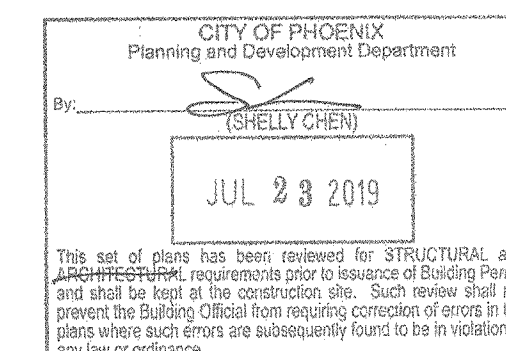 CITY OF PHOENIX
Planning and Development Department
By:
(SHELLY CHEN)
JUL 23 2019
This set of plans has been reviewed for STRUCTURAL a
ARCHITECTURAL requirements prior to issuance of Building Per
and shall be kept at the construction site. Such review shall
prevent the Building Official from requiring correction of errors in
plans where such errors are subsequently found to be in violation
any law or ordinance.